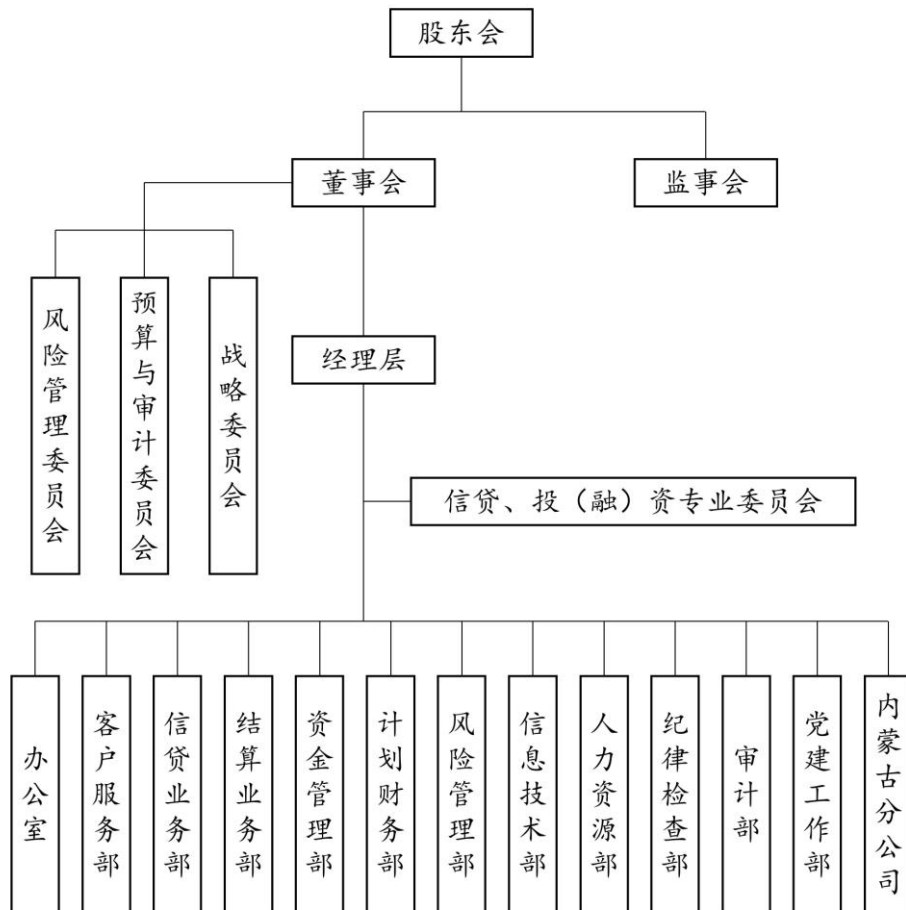 股东会
董事会
监事会
风险管理委员会
预算与审计委员会
战略委员会
经理层
信贷、投（融）资专业委员会
办公室
客户服务部
信贷业务部
结算业务部
资金管理部
计划财务部
风险管理部
信息技术部
人力资源部
纪律检查部
审计部
党建工作部
内蒙古分公司